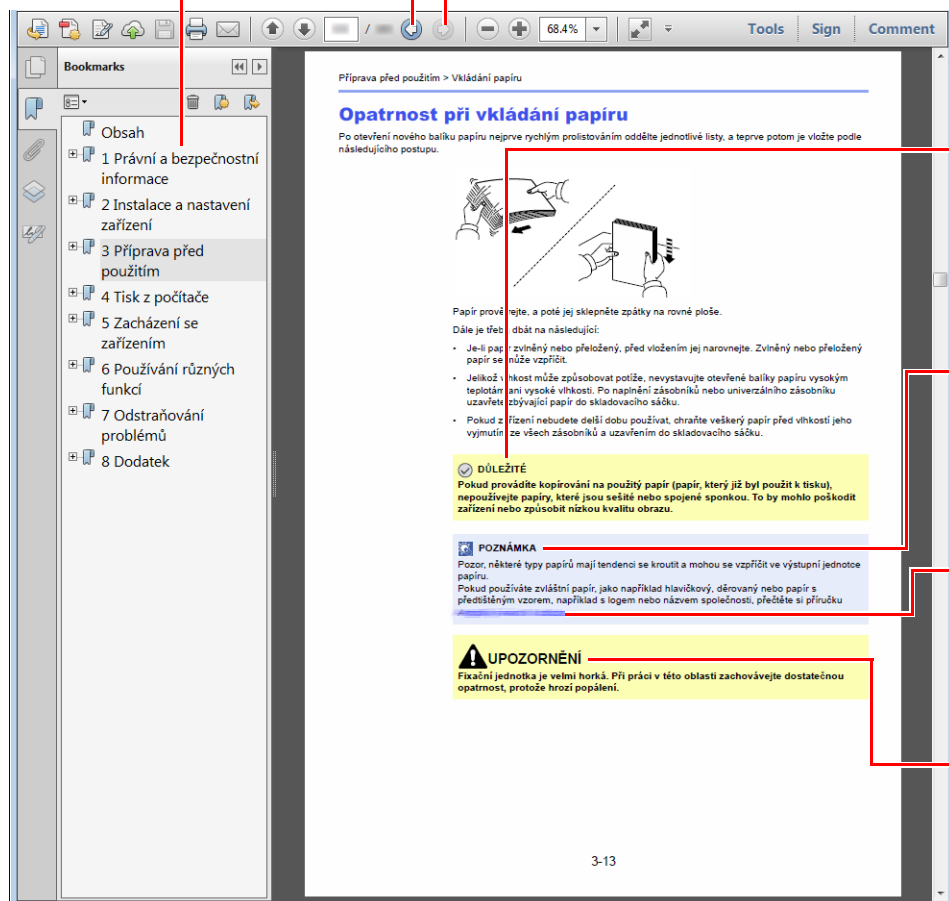 /
68.4%
Tools
Sign
Comment
Bookmarks
Obsah
1 Právní a bezpečnostní
informace
2 Instalace a nastavení
zařízení
3 Příprava před
použitím
4 Tisk z počítače
5 Zacházení se
zařízením
6 Používání různých
funkcí
7 Odstraňování
problémů
8 Dodatek
Příprava před použitím > Vkládání papíru
Opatrnost při vkládání papíru
Po otevření nového balíku papíru nejprve rychlým prolistováním oddělte jednotlivé listy, a teprve potom je vložte podle
následujícího postupu.
Papír prověřejte, a poté jej sklepněte zpátky na rovné ploše.
Dále je třeba dbát na následující:
• Je-li papír zvlněný nebo přeložený, před vložením jej narovnejte. Zvlněný nebo přeložený
papír se může vzpříčit.
• Jelikož vlhkost může způsobovat potíže, nevystavujte otevřené balíky papíru vysokým
teplotám ani vysoké vlhkosti. Po naplnění zásobníků nebo univerzálního zásobníku
uzavřete zbývající papír do skladovacího sáčku.
• Pokud zařízení nebudete delší dobu používat, chraňte veškerý papír před vlhkostí jeho
vyjmutím ze všech zásobníků a uzavřením do skladovacího sáčku.
DŮLEŽITÉ
Pokud provádíte kopírování na použitý papír (papír, který již byl použit k tisku),
nepoužívejte papíry, které jsou sešité nebo spojené sponkou. To by mohlo poškodit
zařízení nebo způsobit nízkou kvalitu obrazu.
POZNÁMKA
Pozor, některé typy papírů mají tendenci se kroutit a mohou se vzpříčit ve výstupní jednotce
papíru.
Pokud používáte zvláštní papír, jako například hlavičkový, děrovaný nebo papír s
předtištěným vzorem, například s logem nebo názvem společnosti, přečtěte si příručku
UPOZORNĚNÍ
Fixační jednotka je velmi horká. Při práci v této oblasti zachovávejte dostatečnou
opatrnost, protože hrozí popálení.
3-13